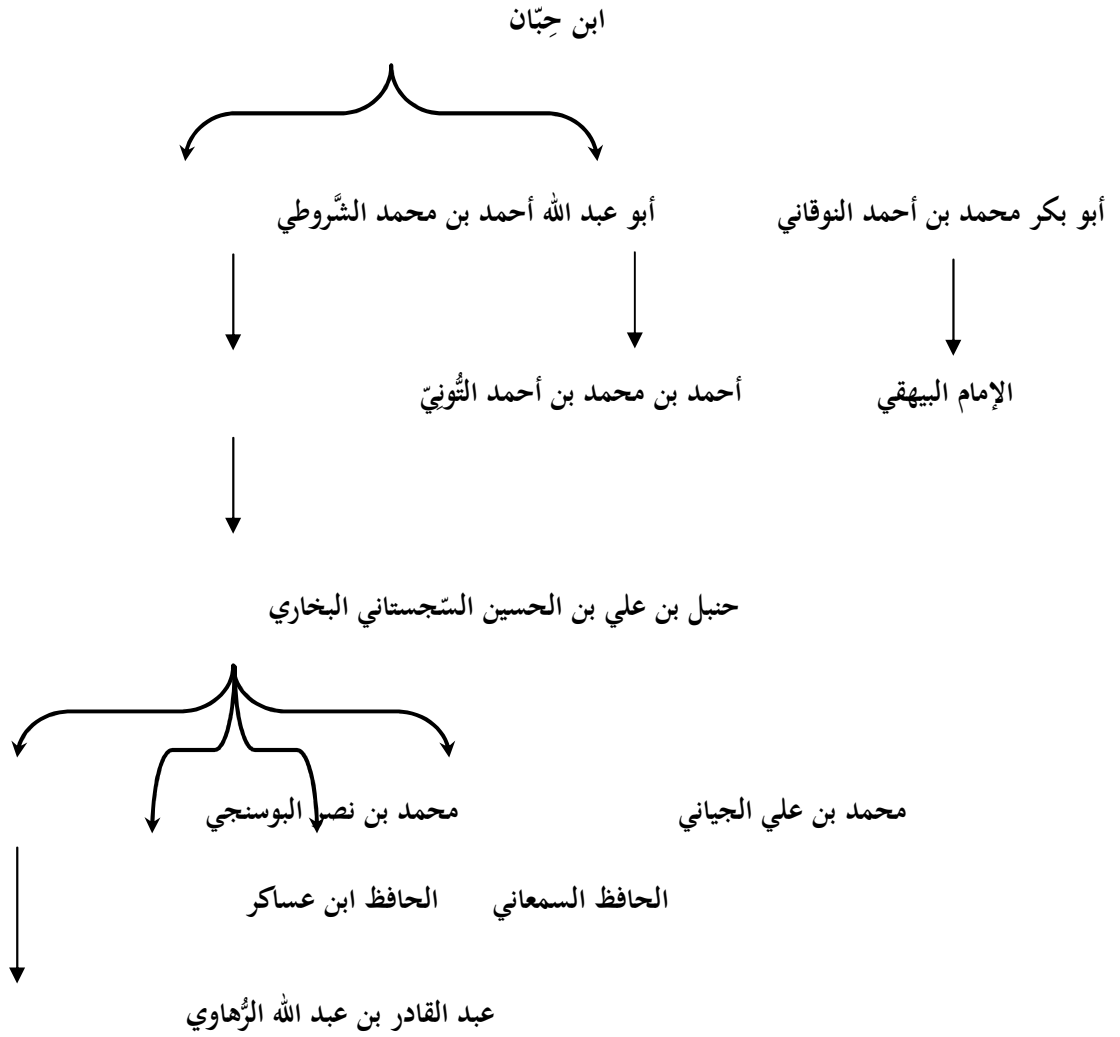 ابن حِبّان
أبو بكر محمد بن أحمد النوقاني أبو عبد الله أحمد بن محمد الشَّروطي
الإمام البيهقي أحمد بن محمد بن أحمد التُّونِيّ
حنبل بن علي بن الحسين السّجستاني البخاري
محمد بن علي الجياني محمد بن نصر البوسنجي
الحافظ السمعاني الحافظ ابن عساكر
عبد القادر بن عبد الله الرُّهاوي